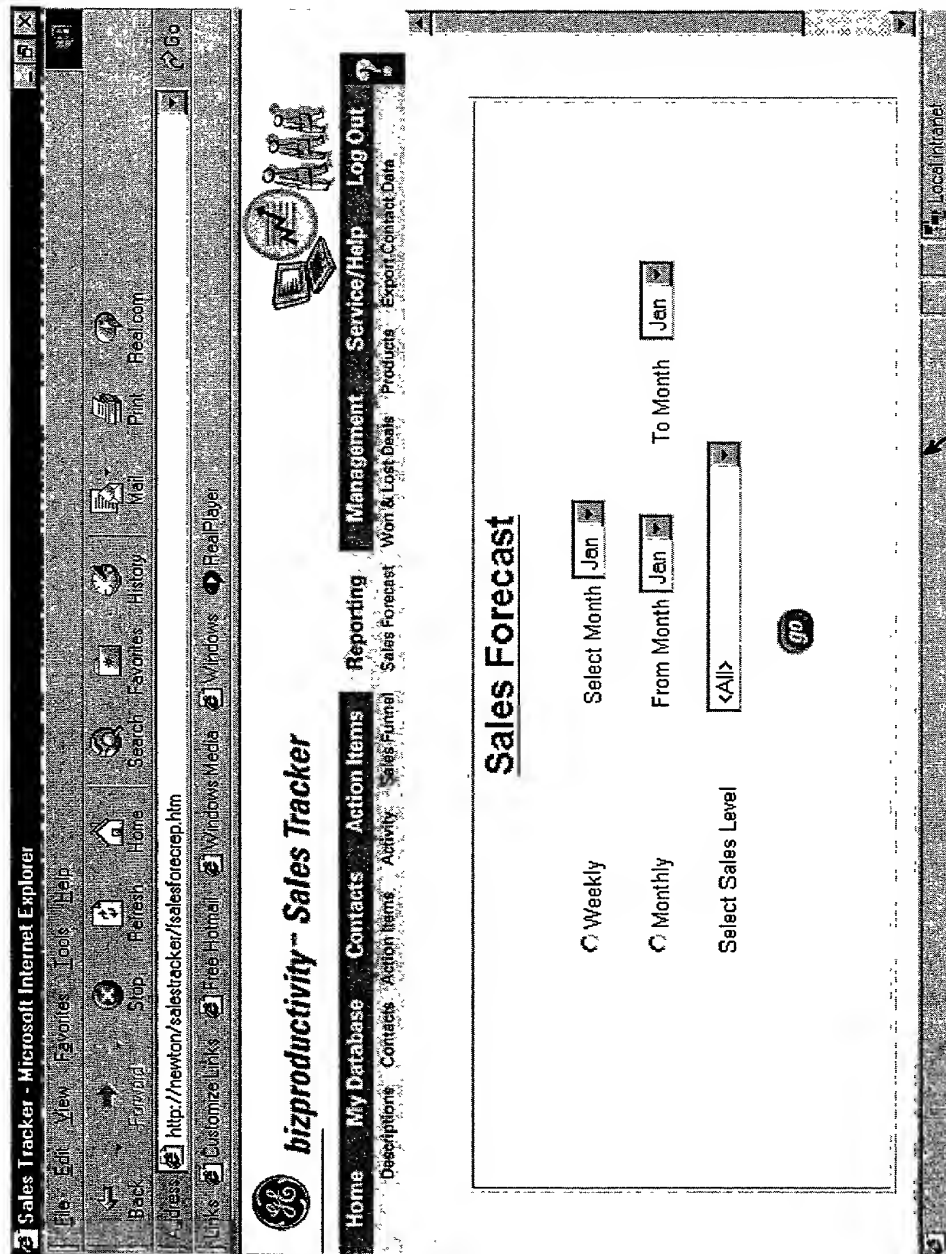 Sales Tracker - Microsoft Internet Explorer
File Edit View Favorites Tools Help
Back Forward Stop Refresh Home Search Favorites History Mail Print Real.com
Address http://newton/salestracker/isalesforecrep.htm Go
Links Customize Links Free Hotmail Windows Media Windows RealPlayer
GE bizproductivity™ Sales Tracker
Home My Database Contacts Action Items Reporting Management Service/Help Log Out ?
Descriptions Contacts Action Items Activity Sales Funnel Sales Forecast Won & Lost Deals Products Export Contact Data
Sales Forecast
Weekly Select Month Jan
Monthly From Month Jan To Month Jan
Select Sales Level <All>
go
Local intranet